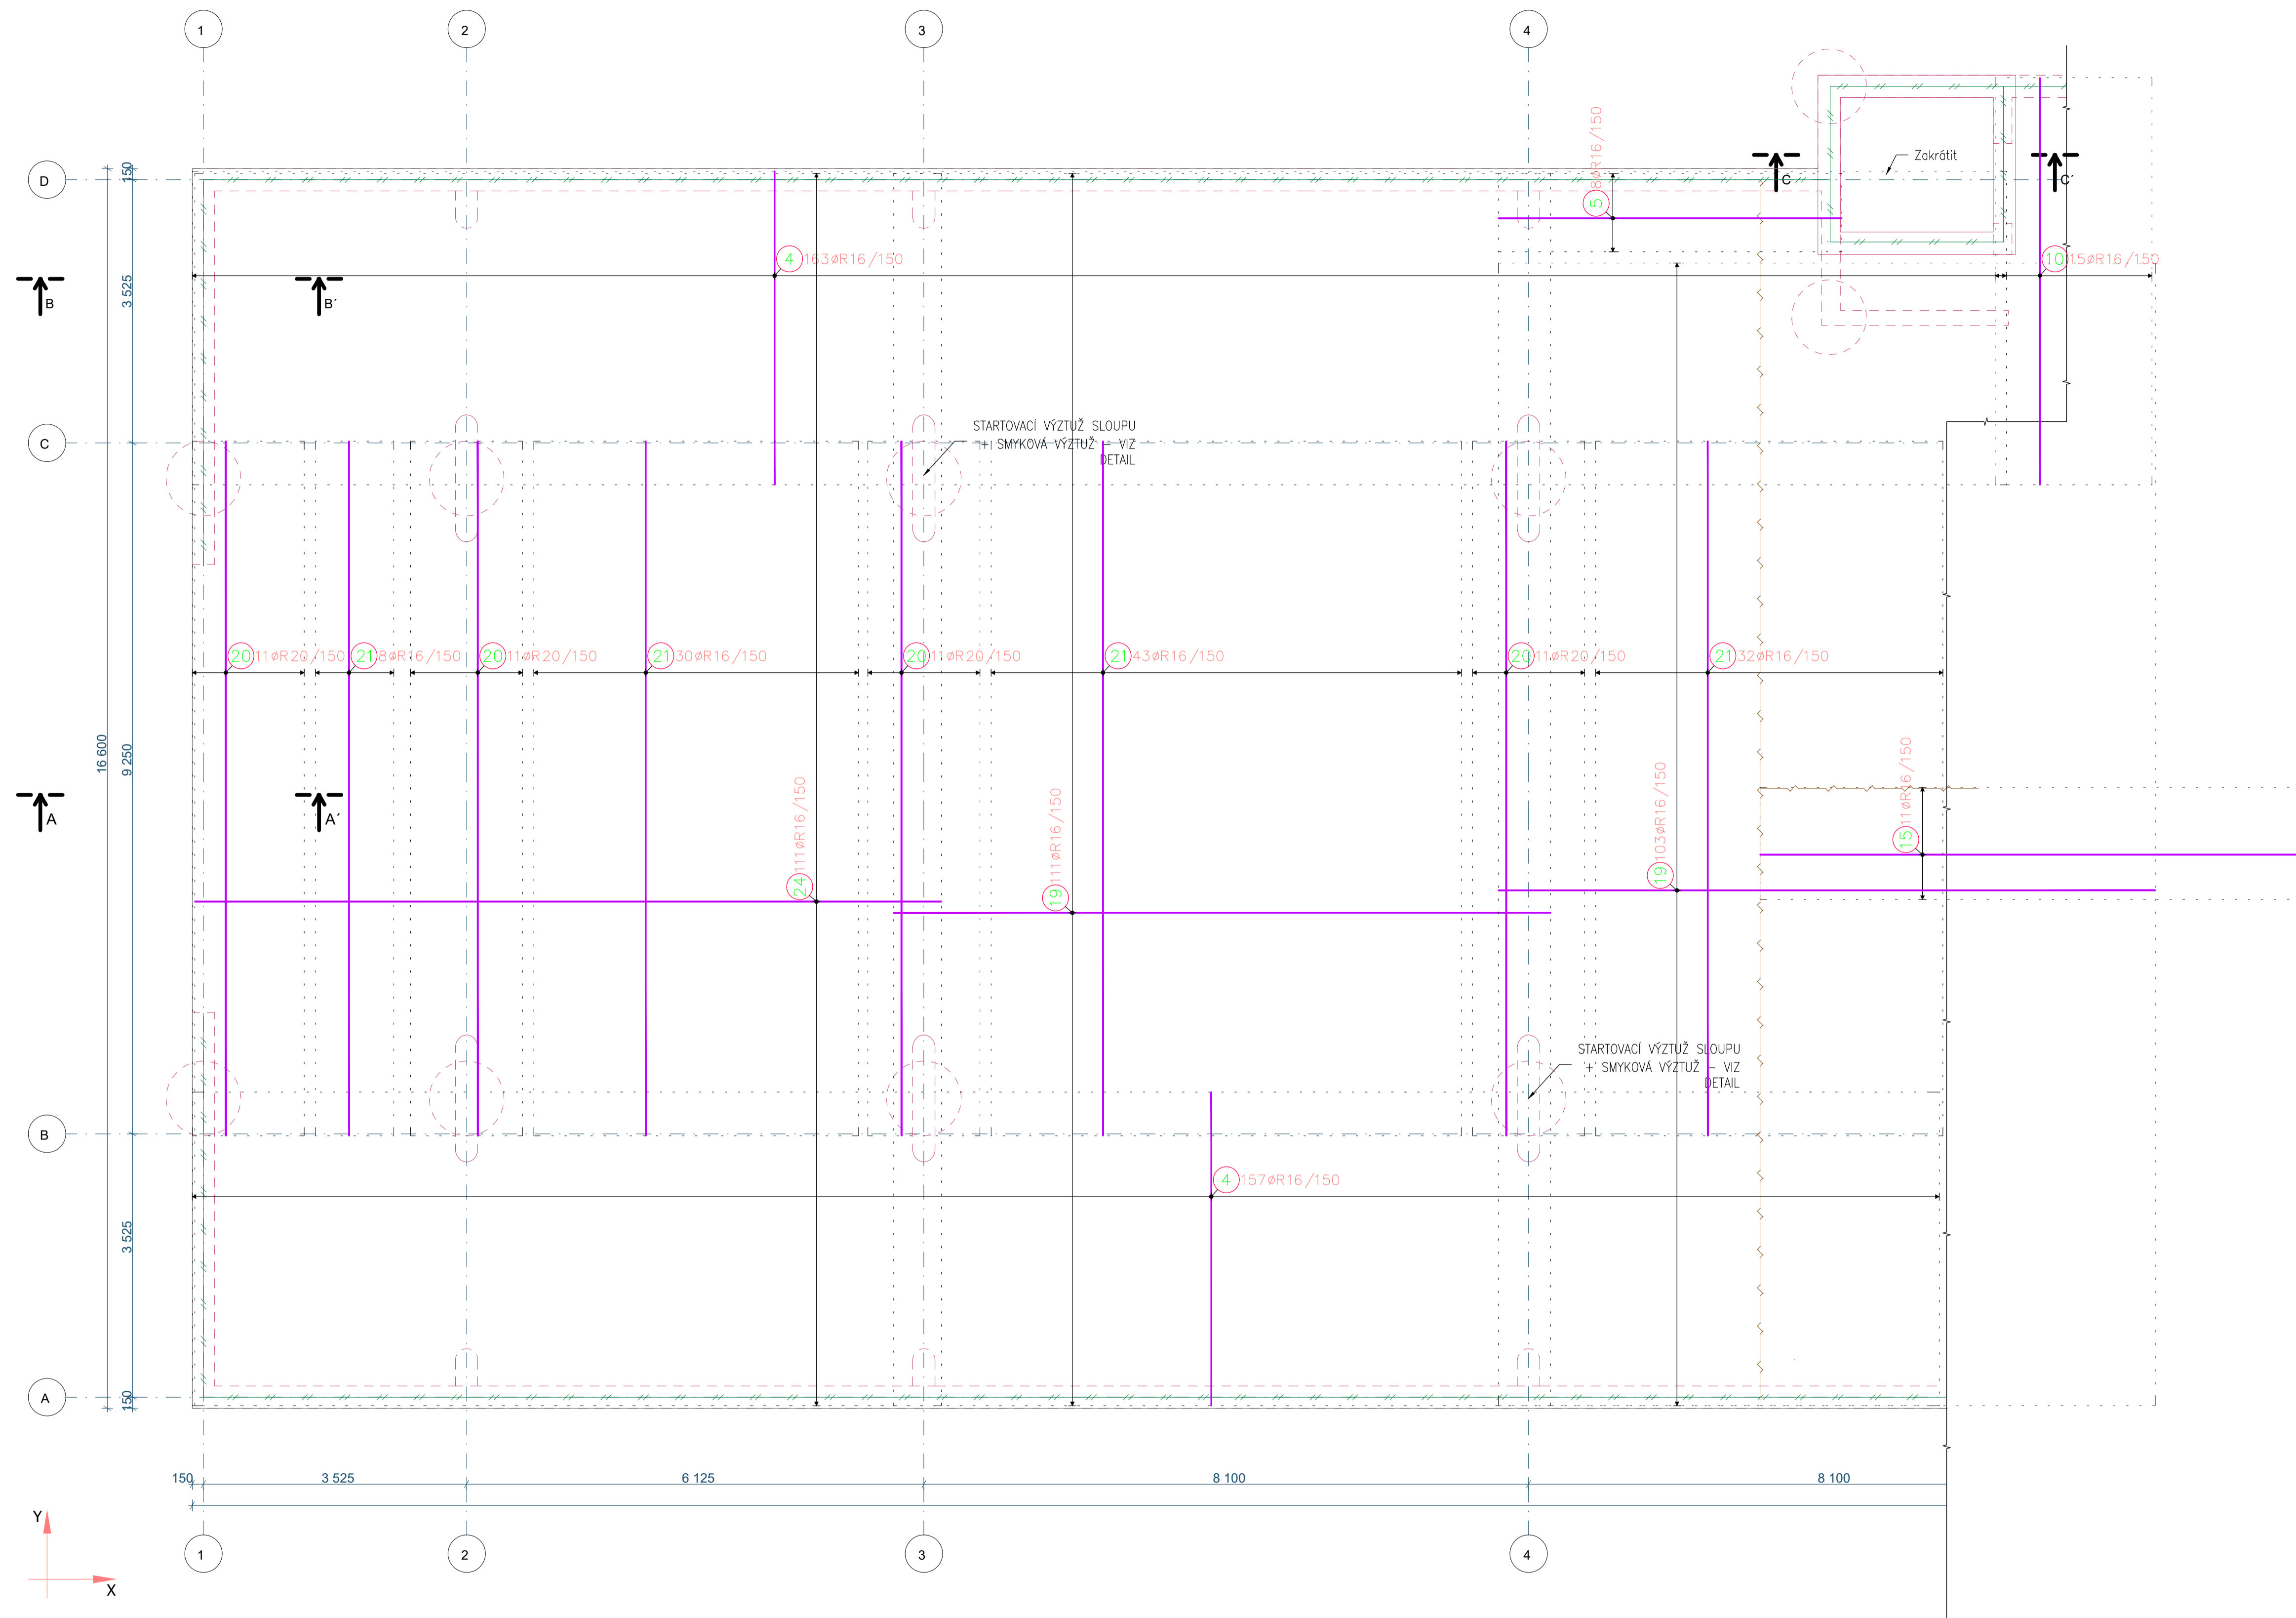 1
2
3
4
D
150
8øR16/150
5
C
Zakrátit
C´
4 163øR16/150
10 15øR16/150
B
B´
3 525
C
STARTOVACÍ VÝZTUŽ SLOUPU
+ SMYKOVÁ VÝZTUŽ – VIZ
DETAIL
20 11øR20/150
21 8øR16/150
20 11øR20/150
21 30øR16/150
20 11øR20/150
21 43øR16/150
20 11øR20/150
21 32øR16/150
16 600
9 250
A
A´
24 111øR16/150
19 111øR16/150
19 103øR16/150
15 11øR16/150
STARTOVACÍ VÝZTUŽ SLOUPU
+ SMYKOVÁ VÝZTUŽ – VIZ
DETAIL
B
4 157øR16/150
3 525
A
150
150
3 525
6 125
8 100
8 100
Y
X
1
2
3
4